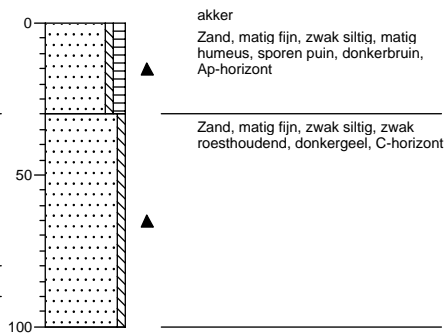 0
akker
Zand, matig fijn, zwak siltig, matig
humeus, sporen puin, donkerbruin,
Ap-horizont
Zand, matig fijn, zwak siltig, zwak
roesthoudend, donkergeel, C-horizont
50
100